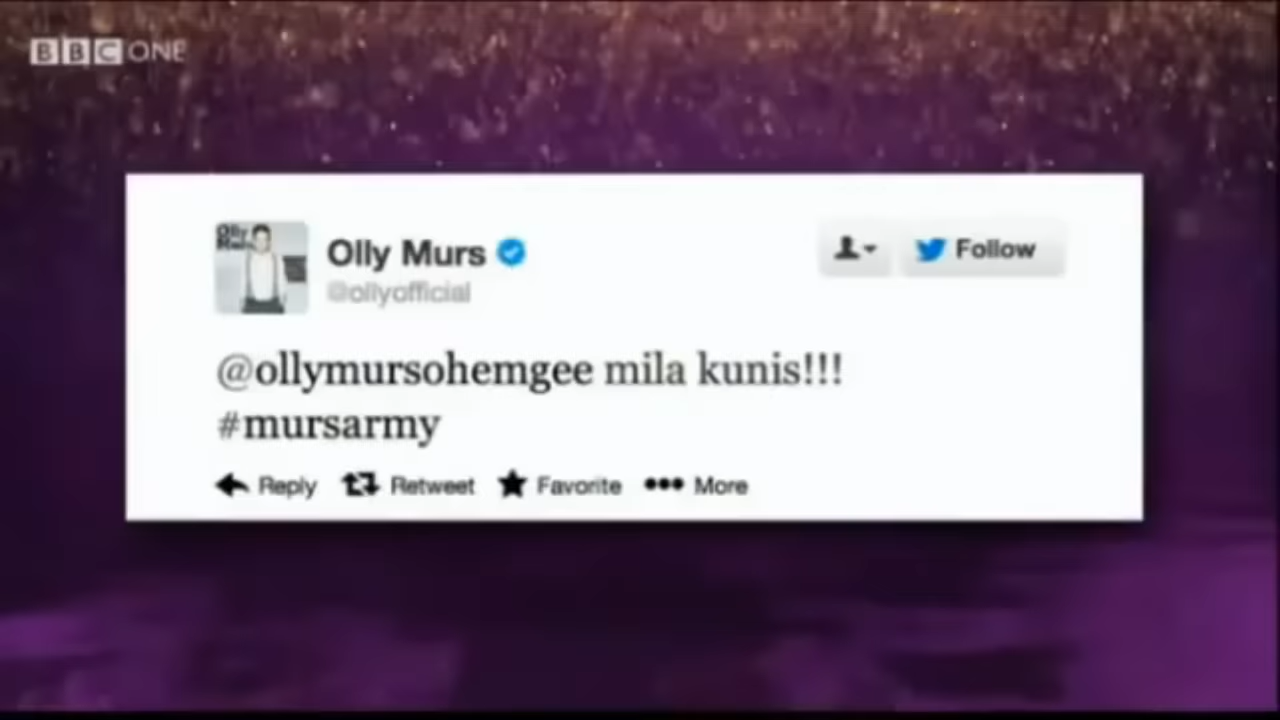 BBC ONE
Olly Murs
@ollyofficial
Follow
@ollymursohemgee mila kunis!!!
#mursarmy
Reply Retweet Favorite More